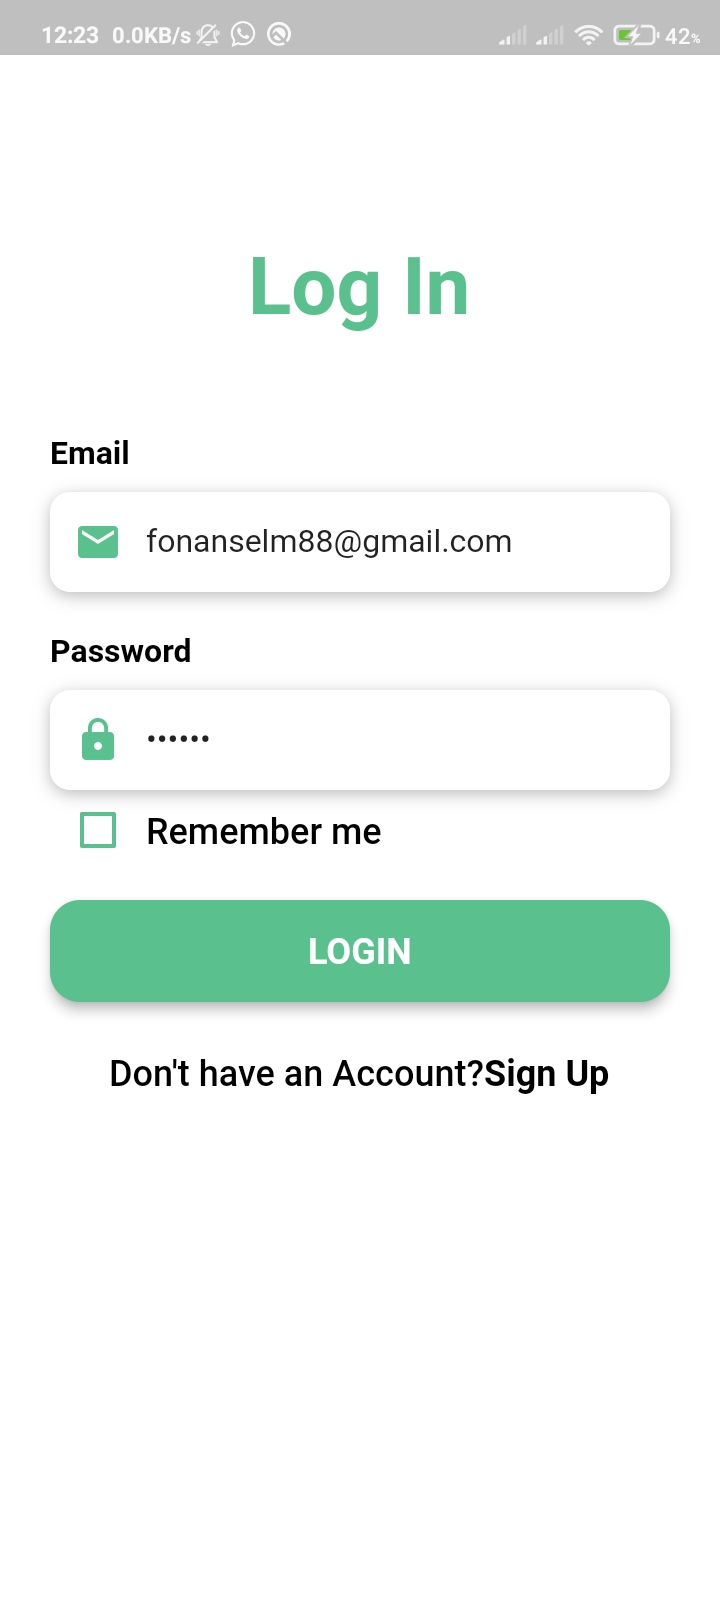 12:23 0.0KB/s 42%
Log In
Email
fonanselm88@gmail.com
Password
••••••
Remember me
LOGIN
Don't have an Account?Sign Up